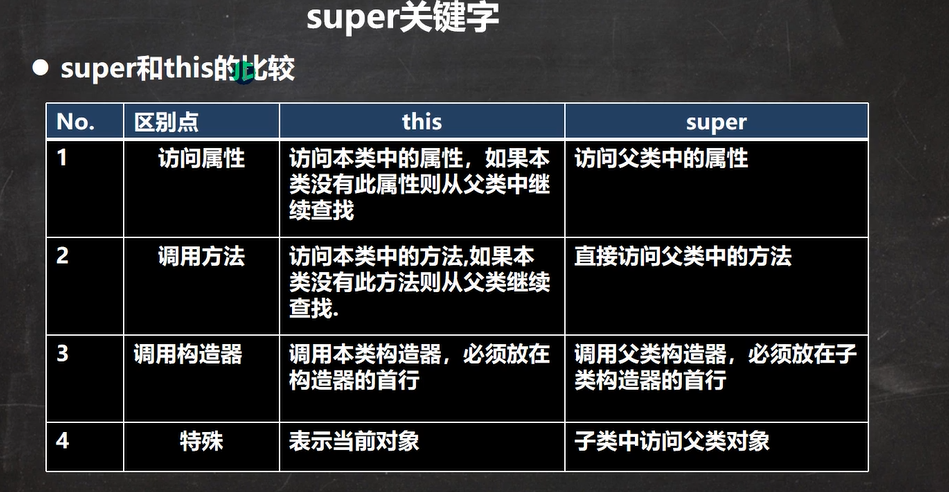 super关键字
● super和this的比较
No. 区别点 this super
1 访问属性 访问本类中的属性，如果本 访问父类中的属性
类没有此属性则从父类中继
续查找
2 调用方法 访问本类中的方法,如果本 直接访问父类中的方法
类没有此方法则从父类继续
查找.
3 调用构造器 调用本类构造器，必须放在 调用父类构造器，必须放在子
构造器的首行 类构造器的首行
4 特殊 表示当前对象 子类中访问父类对象